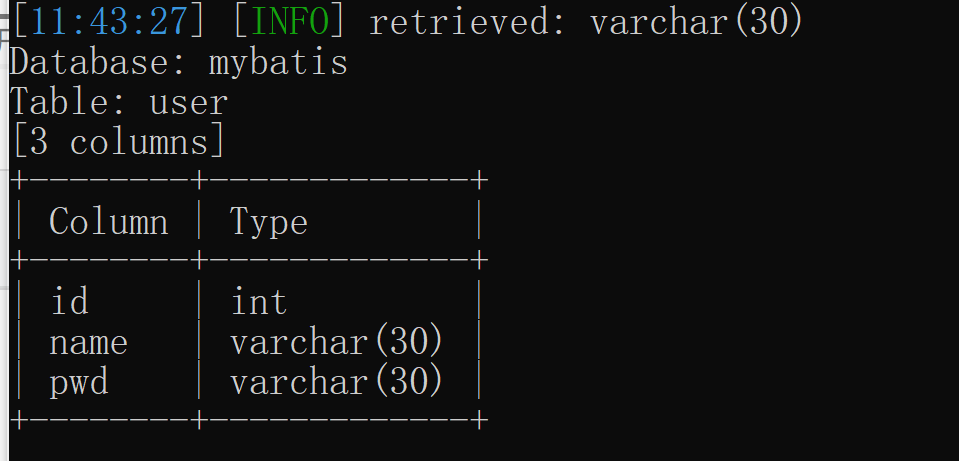 [11:43:27] [INFO] retrieved: varchar(30)
Database: mybatis
Table: user
[3 columns]
+--------+-------------+
| Column | Type        |
+--------+-------------+
| id     | int         |
| name   | varchar(30) |
| pwd    | varchar(30) |
+--------+-------------+